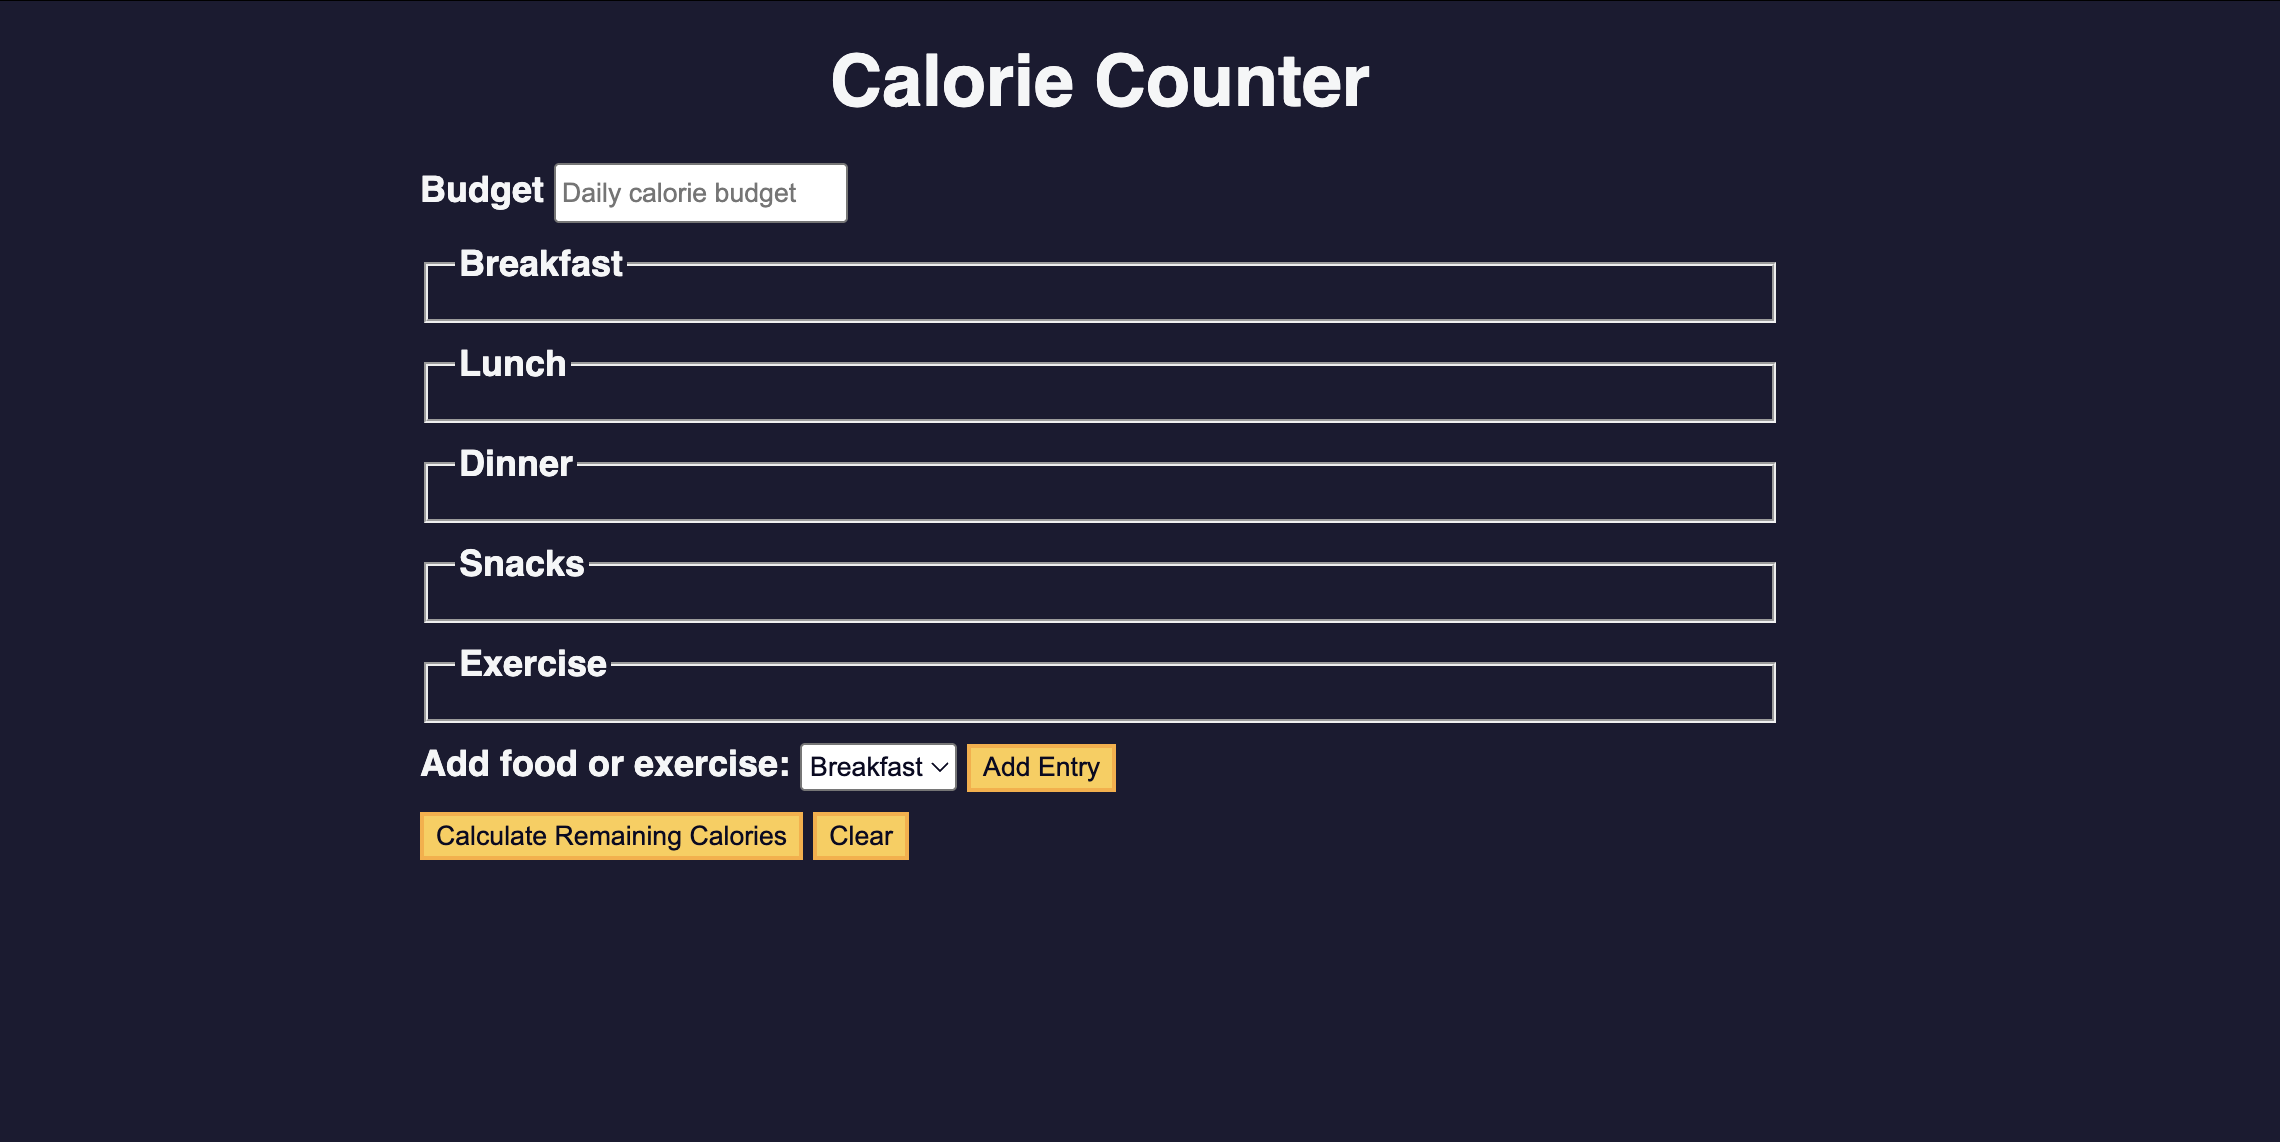 Calorie Counter
Budget Daily calorie budget
Breakfast
Lunch
Dinner
Snacks
Exercise
Add food or exercise: Breakfast Add Entry
Calculate Remaining Calories Clear